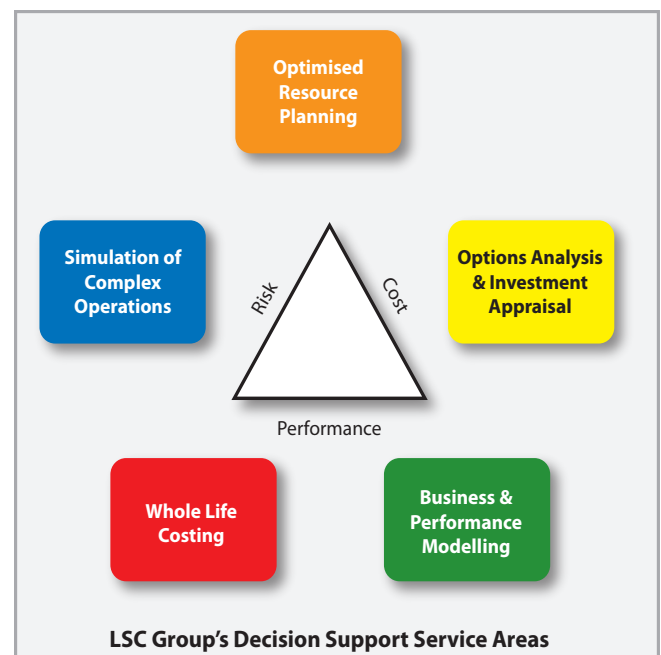 Optimised
Resource
Planning
Simulation of
Complex
Operations
Risk
Cost
Options Analysis
& Investment
Appraisal
Performance
Whole Life
Costing
Business &
Performance
Modelling
LSC Group's Decision Support Service Areas